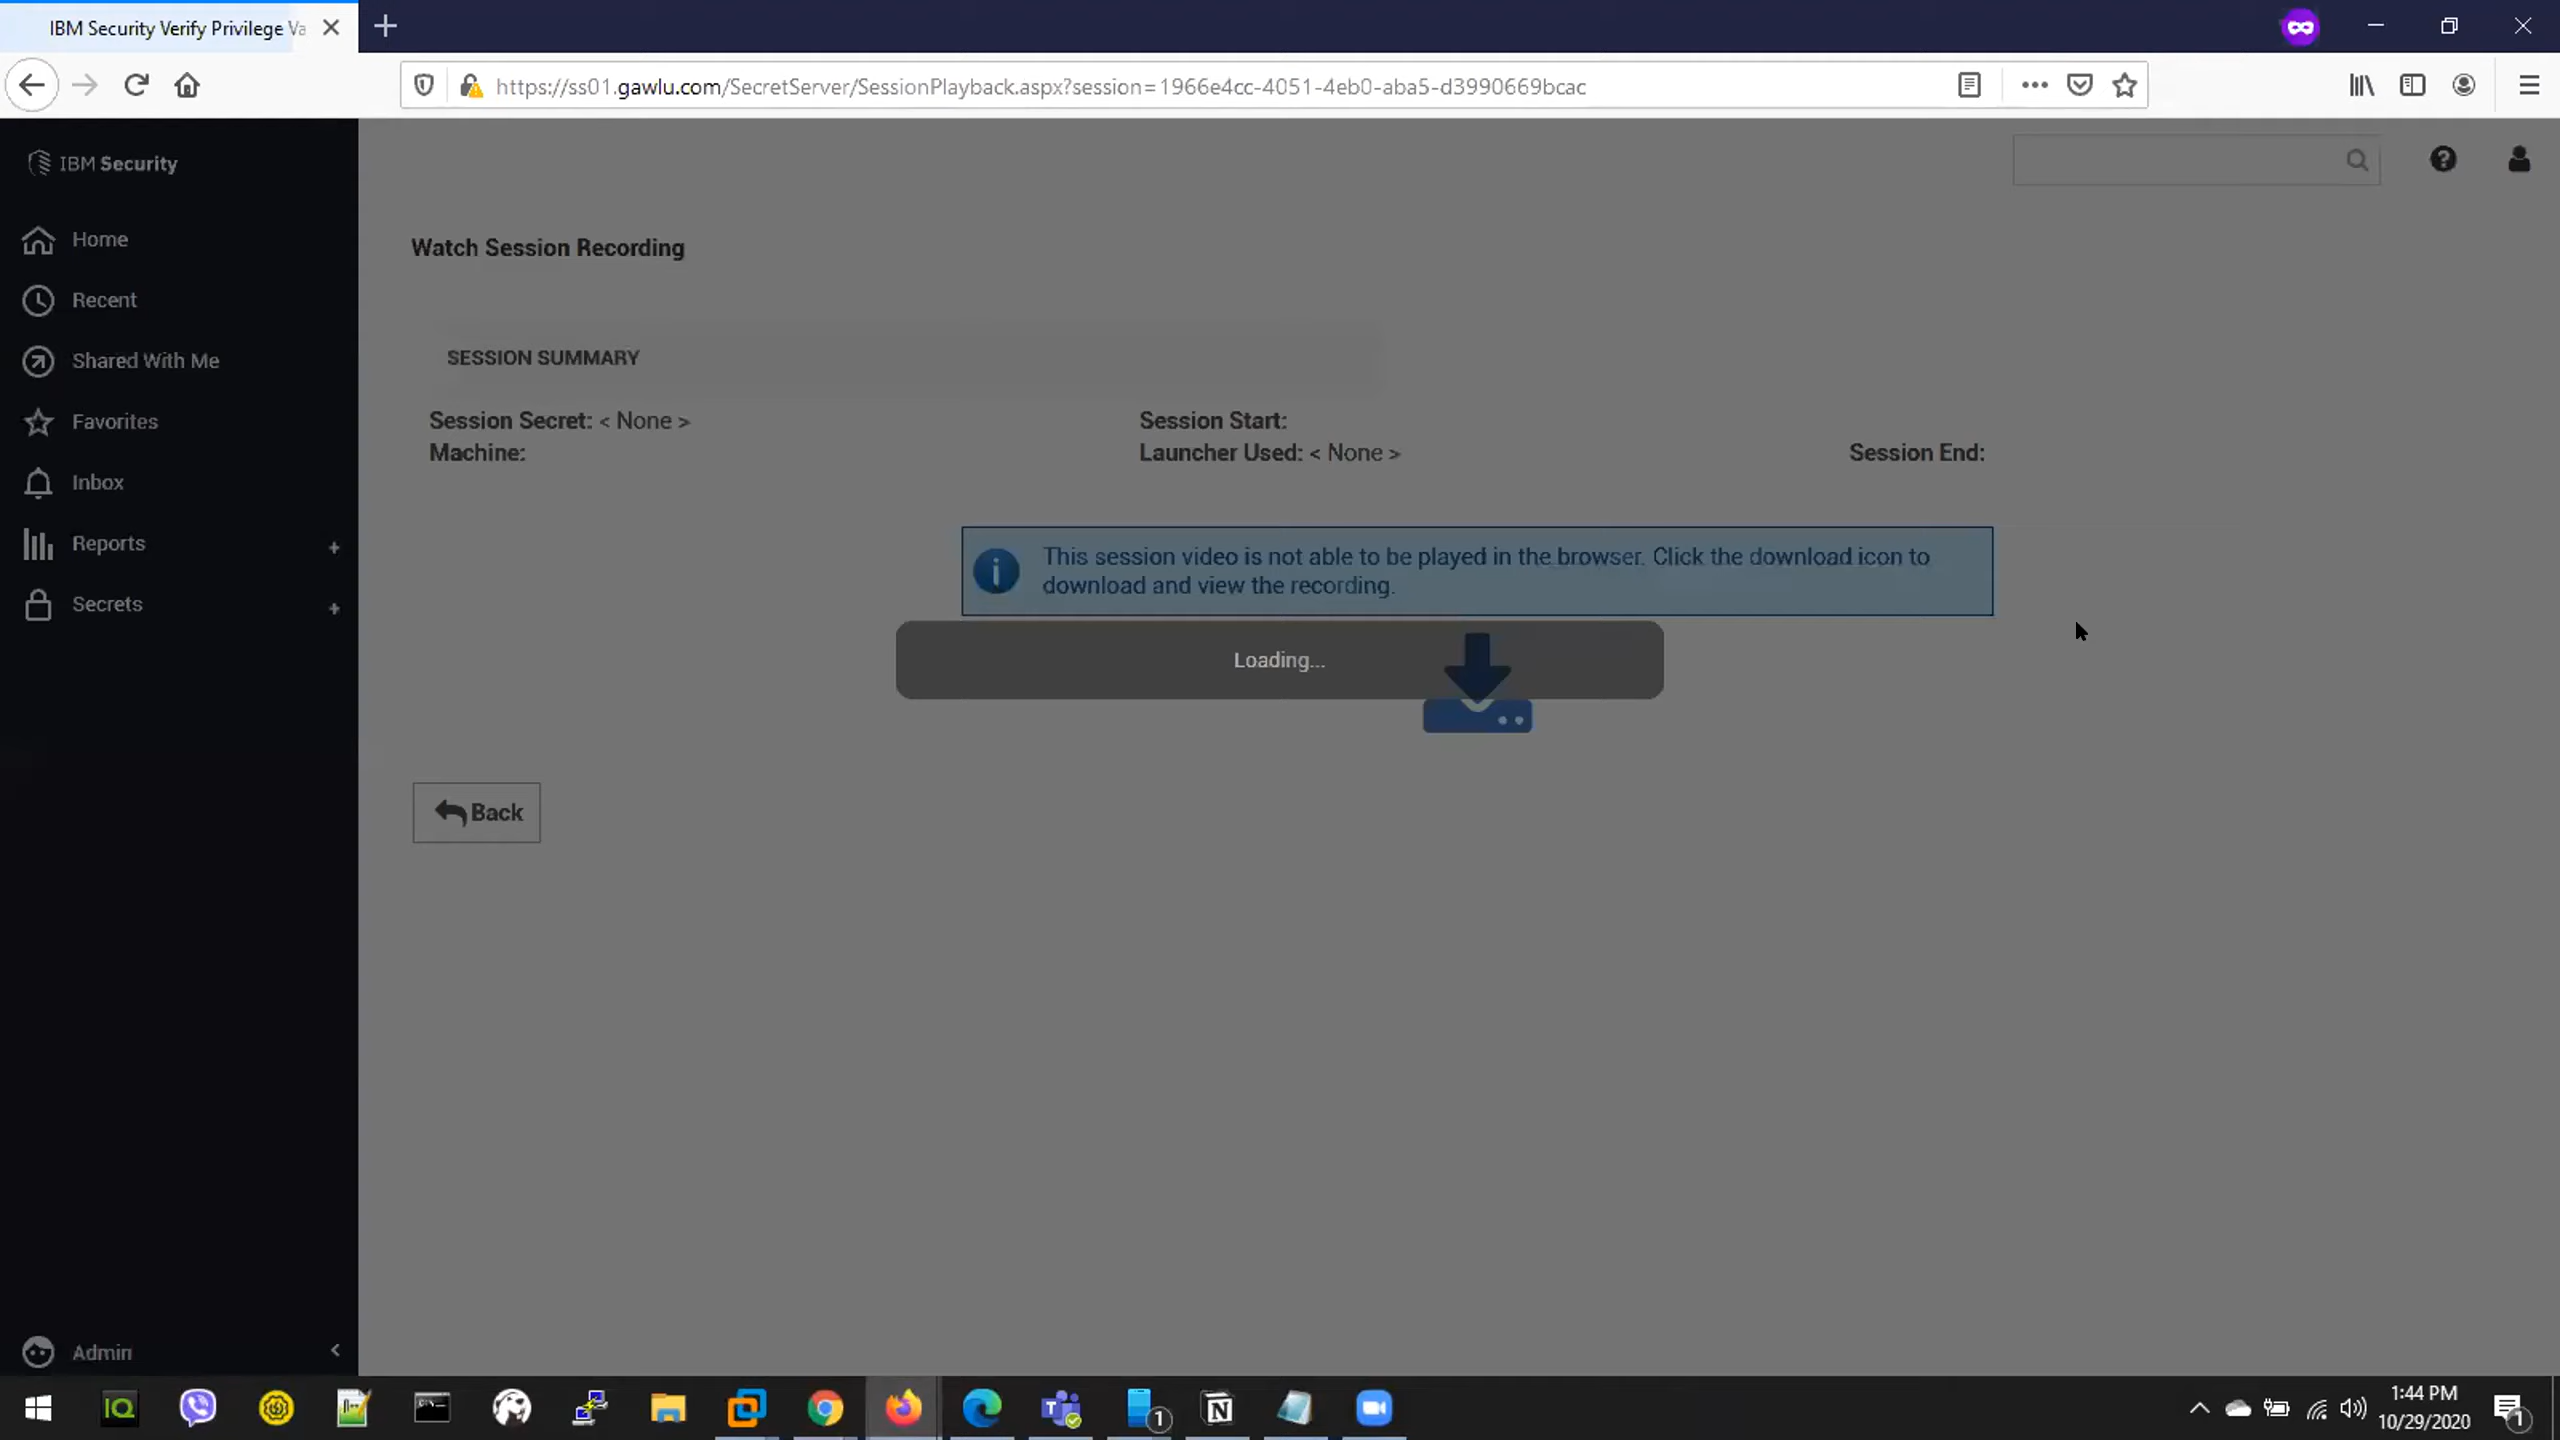 IBM Security Verify Privilege Va
https://ss01.gawlu.com/SecretServer/SessionPlayback.aspx?session=1966e4cc-4051-4eb0-aba5-d3990669bcac
IBM Security
Home
Recent
Shared With Me
Favorites
Inbox
Reports +
Secrets +
Watch Session Recording
SESSION SUMMARY
Session Secret: < None >
Session Start:
Machine:
Launcher Used: < None >
Session End:
This session video is not able to be played in the browser. Click the download icon to
download and view the recording.
Loading...
Back
Admin
IQ
1
1:44 PM
10/29/2020
1